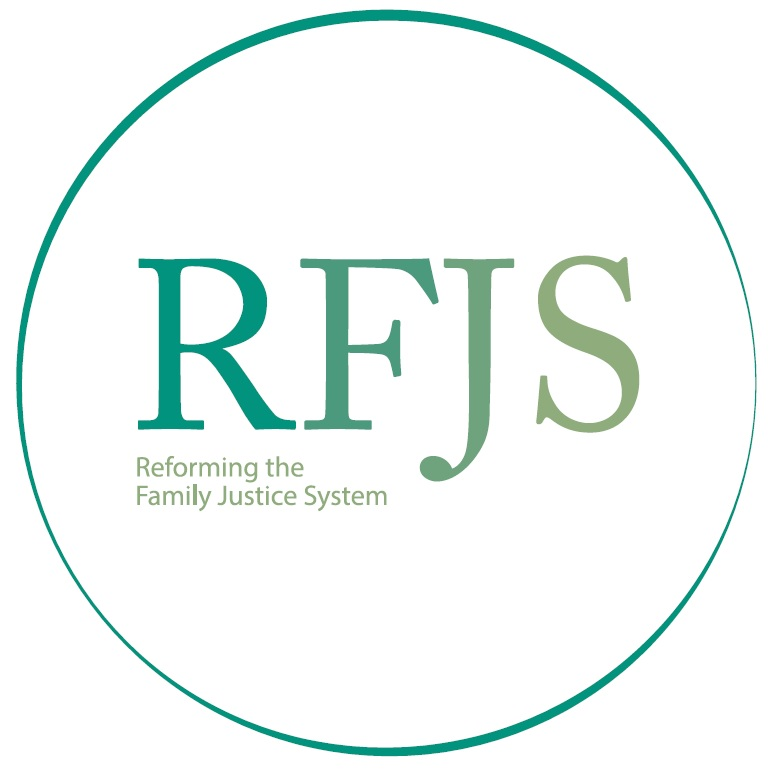 RFJS
Reforming the
Family Justice System